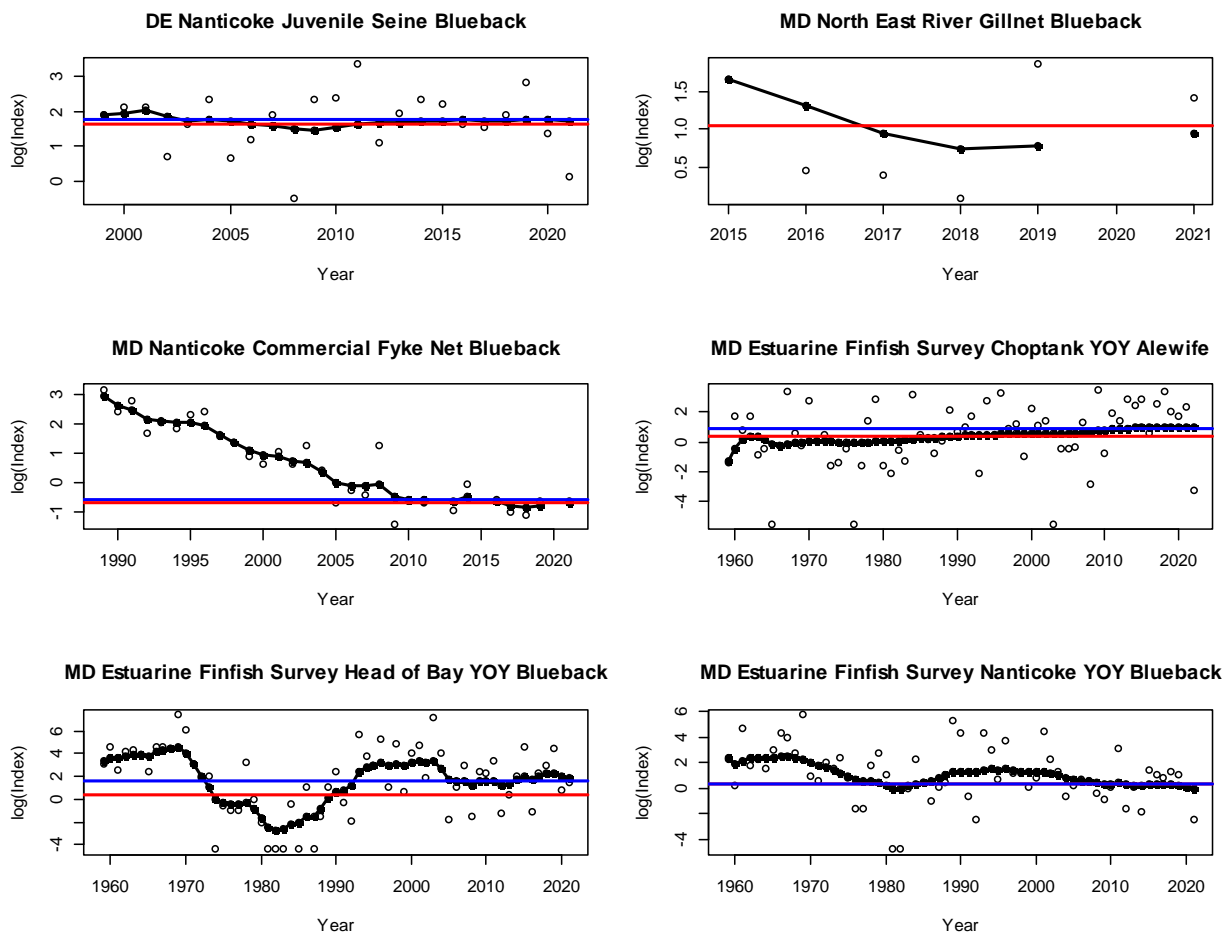 DE Nanticoke Juvenile Seine Blueback
log(Index)
0 1 2 3
2000 2005 2010 2015 2020
Year
MD North East River Gillnet Blueback
log(Index)
0.5 1.0 1.5
2015 2016 2017 2018 2019 2020 2021
Year
MD Nanticoke Commercial Fyke Net Blueback
log(Index)
-1 0 1 2 3
1990 1995 2000 2005 2010 2015 2020
Year
MD Estuarine Finfish Survey Choptank YOY Alewife
log(Index)
-4 -2 0 2
1960 1970 1980 1990 2000 2010 2020
Year
MD Estuarine Finfish Survey Head of Bay YOY Blueback
log(Index)
-4 0 2 4 6
1960 1970 1980 1990 2000 2010 2020
Year
MD Estuarine Finfish Survey Nanticoke YOY Blueback
log(Index)
-4 0 2 4 6
1960 1970 1980 1990 2000 2010 2020
Year